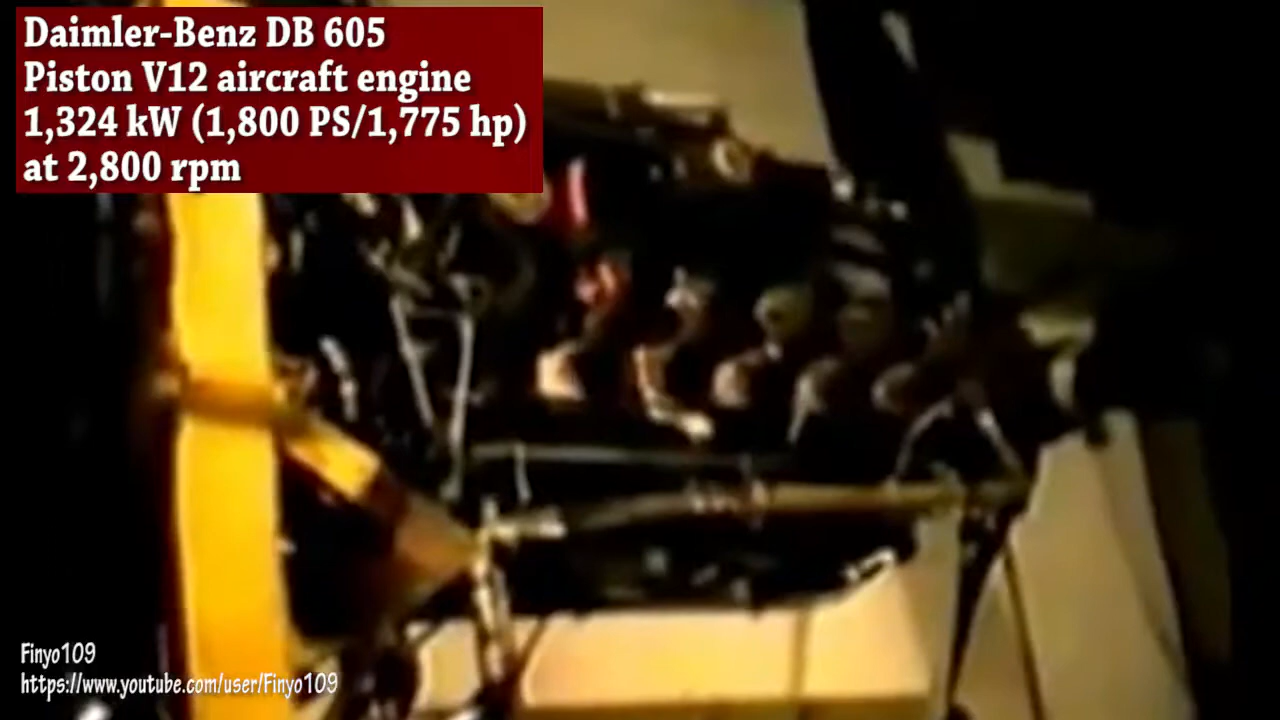 Daimler-Benz DB 605
Piston V12 aircraft engine
1,324 kW (1,800 PS/1,775 hp)
at 2,800 rpm
Finyo109
https://www.youtube.com/user/Finyo109